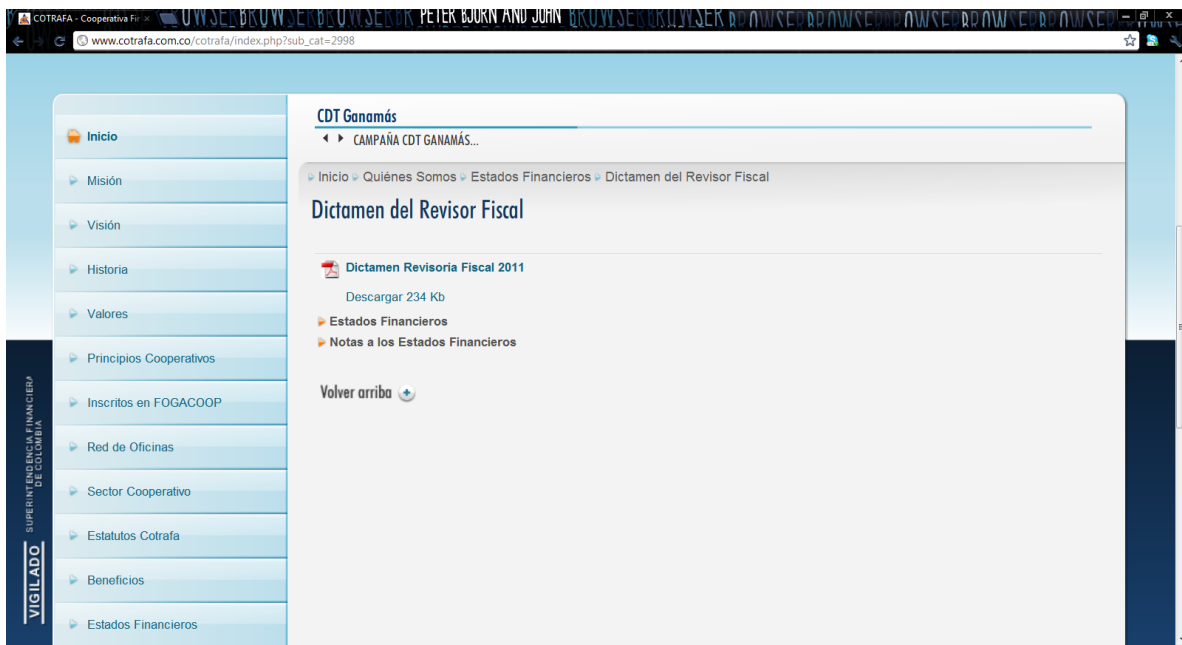 COTRAFA - Cooperativa Fir
PETER BJORN AND JOHN
www.cotrafa.com.co/cotrafa/index.php?sub_cat=2998
CDT Ganamás
CAMPAÑA CDT GANAMÁS...
Inicio
Misión
Visión
Historia
Valores
Principios Cooperativos
Inscritos en FOGACOOP
Red de Oficinas
Sector Cooperativo
Estatutos Cotrafa
Beneficios
Estados Financieros
Inicio Quiénes Somos Estados Financieros Dictamen del Revisor Fiscal
Dictamen del Revisor Fiscal
Dictamen Revisoria Fiscal 2011
Descargar 234 Kb
Estados Financieros
Notas a los Estados Financieros
Volver arriba
VIGILADO
SUPERINTENDENCIA FINANCIERA
DE COLOMBIA